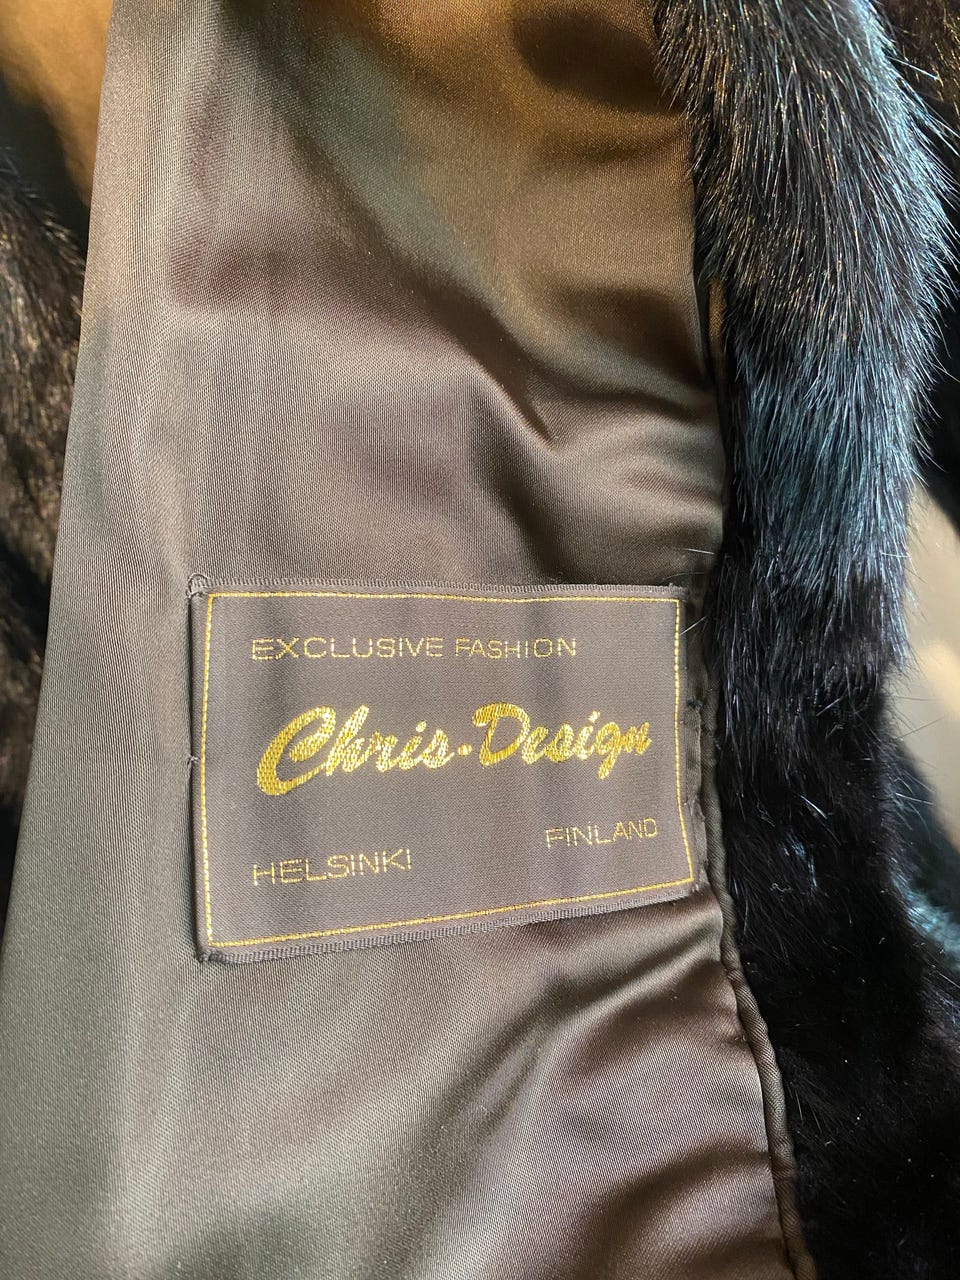 EXCLUSIVE FASHION
Chris·Design
HELSINKI FINLAND